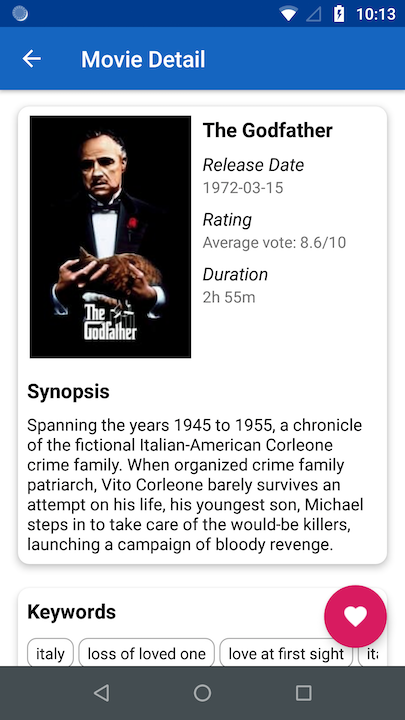 10:13
Movie Detail
The Godfather
Release Date
1972-03-15
Rating
Average vote: 8.6/10
Duration
2h 55m
The
Godfather
Synopsis
Spanning the years 1945 to 1955, a chronicle
of the fictional Italian-American Corleone
crime family. When organized crime family
patriarch, Vito Corleone barely survives an
attempt on his life, his youngest son, Michael
steps in to take care of the would-be killers,
launching a campaign of bloody revenge.
Keywords
italy loss of loved one love at first sight